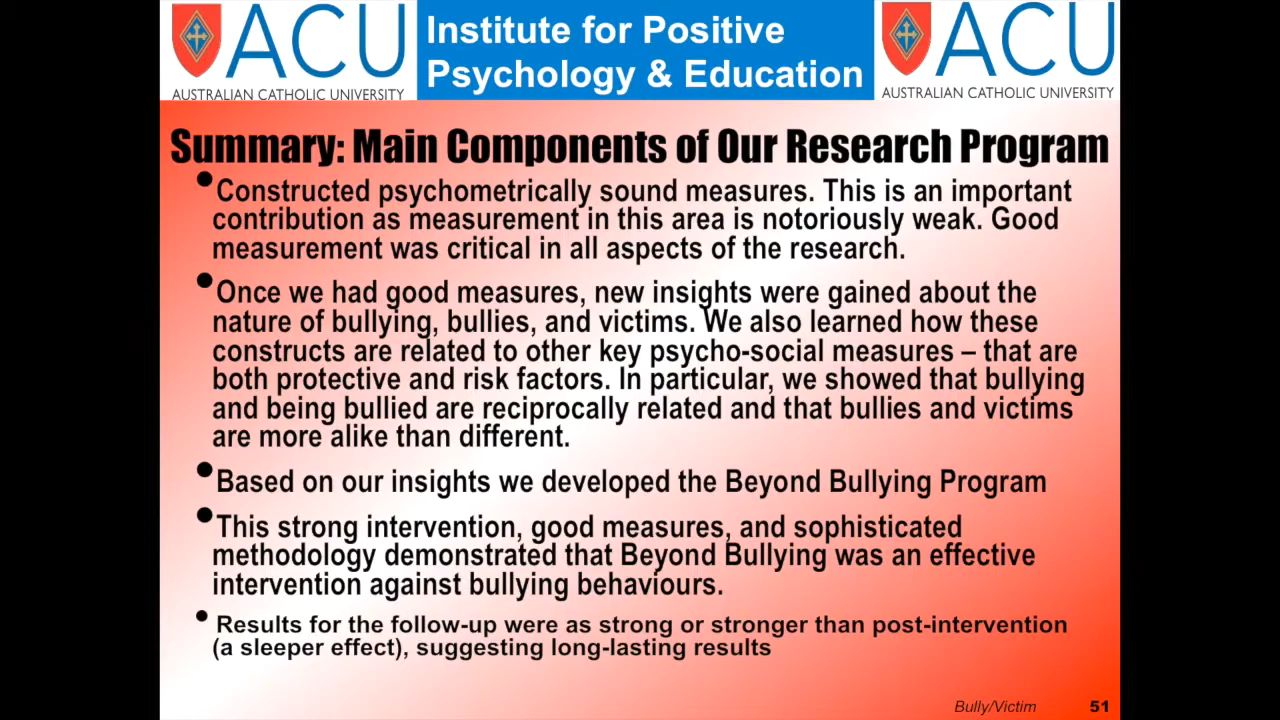 ACU
AUSTRALIAN CATHOLIC UNIVERSITY
Institute for Positive
Psychology & Education
ACU
AUSTRALIAN CATHOLIC UNIVERSITY
Summary: Main Components of Our Research Program
•Constructed psychometrically sound measures. This is an important
contribution as measurement in this area is notoriously weak. Good
measurement was critical in all aspects of the research.
•Once we had good measures, new insights were gained about the
nature of bullying, bullies, and victims. We also learned how these
constructs are related to other key psycho-social measures – that are
both protective and risk factors. In particular, we showed that bullying
and being bullied are reciprocally related and that bullies and victims
are more alike than different.
•Based on our insights we developed the Beyond Bullying Program
•This strong intervention, good measures, and sophisticated
methodology demonstrated that Beyond Bullying was an effective
intervention against bullying behaviours.
• Results for the follow-up were as strong or stronger than post-intervention
(a sleeper effect), suggesting long-lasting results
Bully/Victim
51